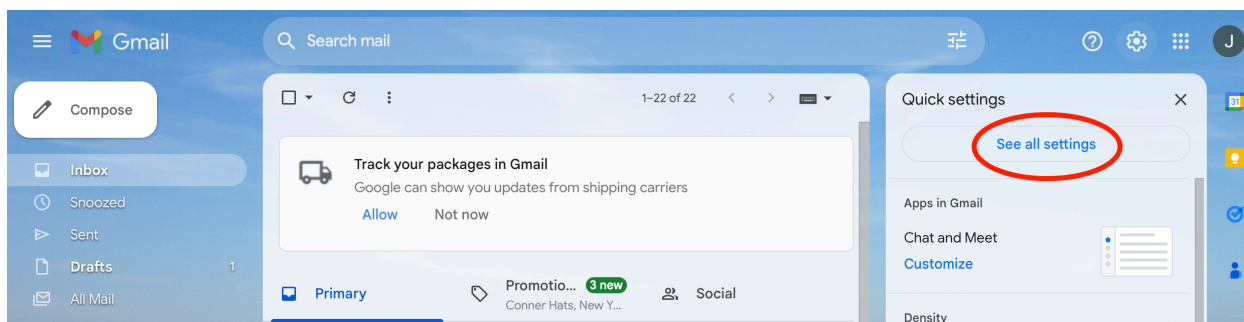 Gmail
Search mail
J
Compose
Inbox
Snoozed
Sent
Drafts 1
All Mail
1–22 of 22
Track your packages in Gmail
Google can show you updates from shipping carriers
Allow Not now
Primary
Promotio... 3 new
Conner Hats, New Y...
Social
Quick settings
See all settings
Apps in Gmail
Chat and Meet
Customize
Density
31